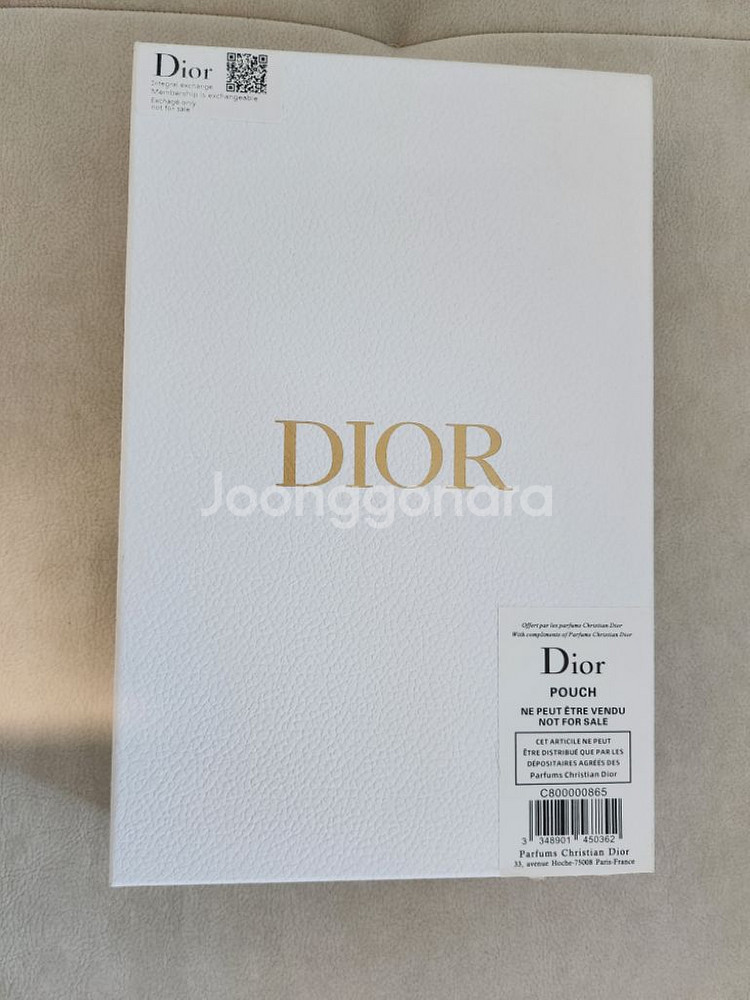 Dior
Integral exchange
Membership is exchangeable
Exchage only
not for sale
DIOR
Joonggonara
Offert par les parfums Christian Dior
With compliments of Parfums Christian Dior
Dior
POUCH
NE PEUT ÊTRE VENDU
NOT FOR SALE
CET ARTICILE NE PEUT
ÊTRE DISTRIBUÉ QUE PAR LES
DÉPOSITAIRES AGRÉES DES
Parfums Christian Dior
C800000865
3 348901 450362
Parfums Christian Dior
33, avenue Hoche-75008 Paris-France